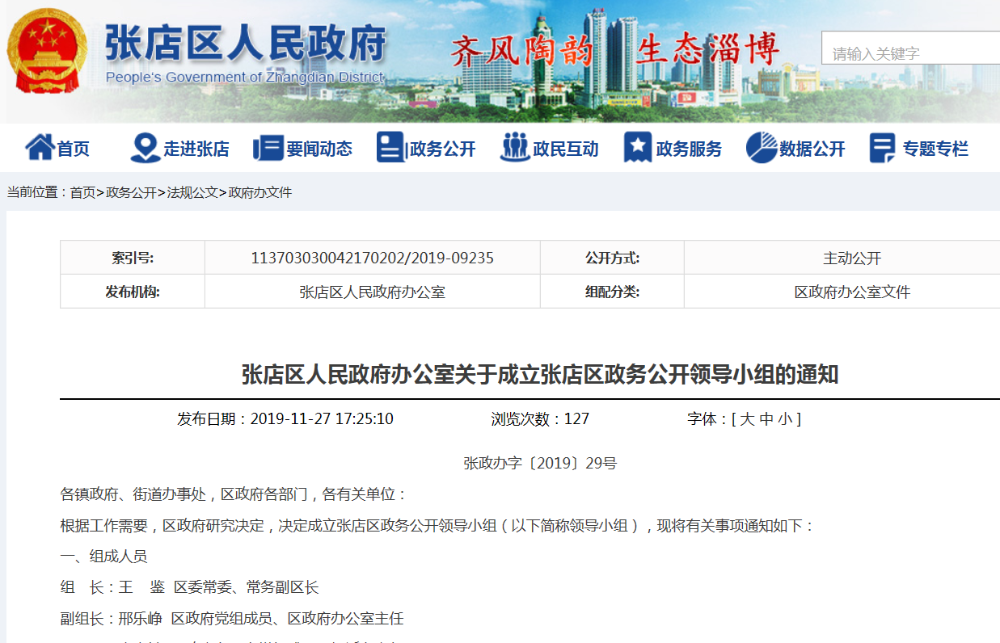 张店区人民政府
People's Government of Zhangdian District
齐风陶韵 生态淄博
请输入关键字
首页 走进张店 要闻动态 政务公开 政民互动 政务服务 数据公开 专题专栏
当前位置：首页>政务公开>法规公文>政府办文件
索引号: 113703030042170202/2019-09235 公开方式: 主动公开
发布机构: 张店区人民政府办公室 组配分类: 区政府办公室文件
张店区人民政府办公室关于成立张店区政务公开领导小组的通知
发布日期：2019-11-27 17:25:10 浏览次数：127 字体：[ 大 中 小 ]
张政办字〔2019〕29号
各镇政府、街道办事处，区政府各部门，各有关单位：
根据工作需要，区政府研究决定，决定成立张店区政务公开领导小组（以下简称领导小组），现将有关事项通知如下：
一、组成人员
组　长：王　鉴 区委常委、常务副区长
副组长：邢乐峥 区政府党组成员、区政府办公室主任